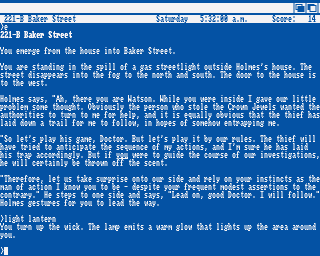 221-B Baker Street Saturday 5:32:00 a.m. Score: 14
)e
221-B Baker Street
You emerge from the house into Baker Street.
You are standing in the spill of a gas streetlight outside Holmes's house. The
street disappears into the fog to the north and south. The door to the house is
to the west.
Holmes says, "Ah, there you are Watson. While you were inside I gave our little
problem some thought. Obviously the person who stole the Crown Jewels wanted the
authorities to turn to me for help, and it is equally obvious that the thief has
laid down a trail for me to follow, in hopes of somehow entrapping me.
"So let's play his game, Doctor. But let's play it by our rules. The thief will
have tried to anticipate the sequence of my actions, and I'm sure he has laid
his trap accordingly. But if you were to guide the course of our investigations,
he will certainly be thrown off the scent.
"Therefore, let us take surprise onto our side and rely on your instincts as the
man of action I know you to be - despite your frequent modest assertions to the
contrary." He steps to one side and says, "Lead on, good Doctor. I will follow."
Holmes gestures for you to lead the way.
)light lantern
You turn up the wick. The lamp emits a warm glow that lights up the area around
you.
)